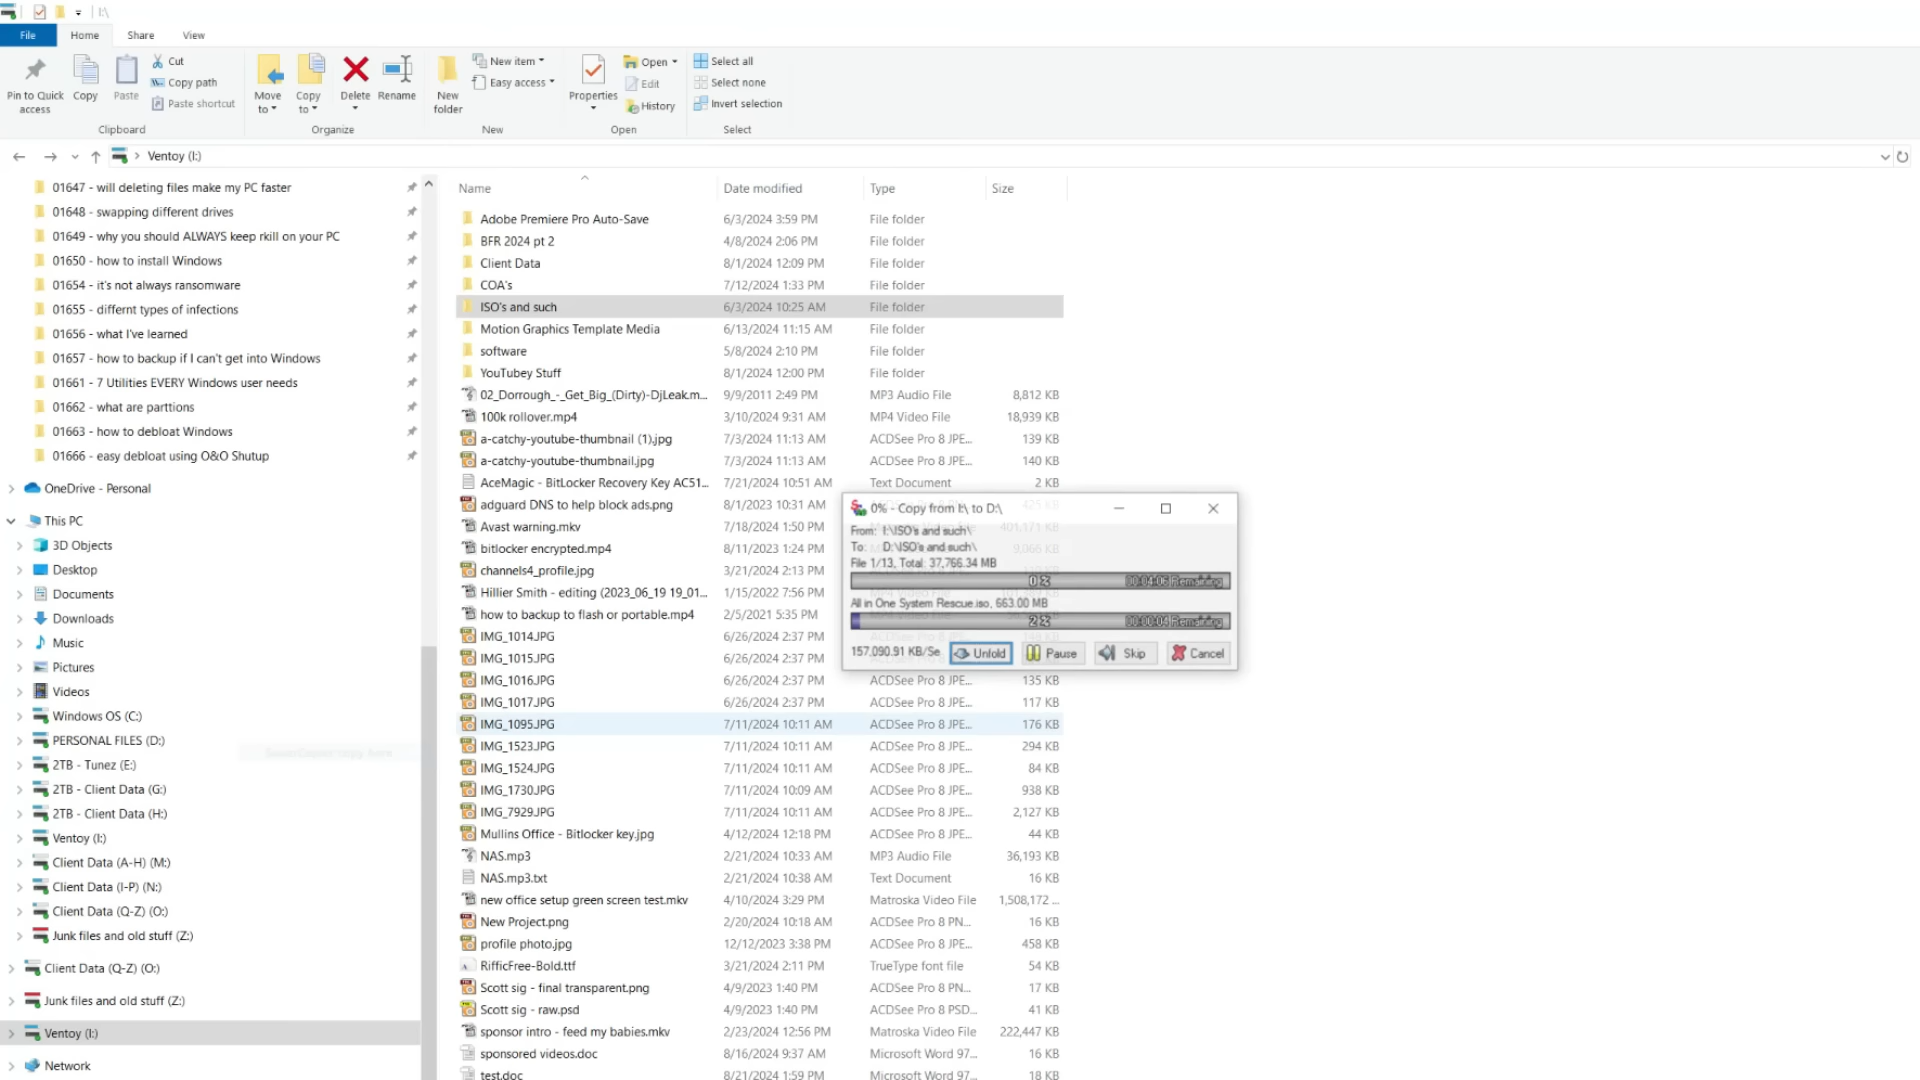 I:\
File Home Share View
Pin to Quick access
Copy
Paste
Cut
Copy path
Paste shortcut
Clipboard
Move to
Copy to
Delete
Rename
Organize
New folder
New item
Easy access
New
Properties
Open
Edit
History
Open
Select all
Select none
Invert selection
Select
Ventoy (I:)
01647 - will deleting files make my PC faster
01648 - swapping different drives
01649 - why you should ALWAYS keep rkill on your PC
01650 - how to install Windows
01654 - it's not always ransomware
01655 - differnt types of infections
01656 - what I've learned
01657 - how to backup if I can't get into Windows
01661 - 7 Utilities EVERY Windows user needs
01662 - what are parttions
01663 - how to debloat Windows
01666 - easy debloat using O&O Shutup
OneDrive - Personal
This PC
3D Objects
Desktop
Documents
Downloads
Music
Pictures
Videos
Windows OS (C:)
PERSONAL FILES (D:)
2TB - Tunez (E:)
2TB - Client Data (G:)
2TB - Client Data (H:)
Ventoy (I:)
Client Data (A-H) (M:)
Client Data (I-P) (N:)
Client Data (Q-Z) (O:)
Junk files and old stuff (Z:)
Client Data (Q-Z) (O:)
Junk files and old stuff (Z:)
Ventoy (I:)
Network
Name Date modified Type Size
Adobe Premiere Pro Auto-Save 6/3/2024 3:59 PM File folder
BFR 2024 pt 2 4/8/2024 2:06 PM File folder
Client Data 8/1/2024 12:09 PM File folder
COA's 7/12/2024 1:33 PM File folder
ISO's and such 6/3/2024 10:25 AM File folder
Motion Graphics Template Media 6/13/2024 11:15 AM File folder
software 5/8/2024 2:10 PM File folder
YouTubey Stuff 8/1/2024 12:00 PM File folder
02_Dorrough_-_Get_Big_(Dirty)-DjLeak.m... 9/9/2011 2:49 PM MP3 Audio File 8,812 KB
100k rollover.mp4 3/10/2024 9:31 AM MP4 Video File 18,939 KB
a-catchy-youtube-thumbnail (1).jpg 7/3/2024 11:13 AM ACDSee Pro 8 JPE... 139 KB
a-catchy-youtube-thumbnail.jpg 7/3/2024 11:13 AM ACDSee Pro 8 JPE... 140 KB
AceMagic - BitLocker Recovery Key AC51... 7/21/2024 10:51 AM Text Document 2 KB
adguard DNS to help block ads.png 8/1/2023 10:31 AM 425 KB
Avast warning.mkv 7/18/2024 1:50 PM 401,171 KB
bitlocker encrypted.mp4 8/11/2023 1:24 PM 9,066 KB
channels4_profile.jpg 3/21/2024 2:13 PM
Hillier Smith - editing (2023_06_19 19_01... 1/15/2022 7:56 PM
how to backup to flash or portable.mp4 2/5/2021 5:35 PM
IMG_1014.JPG 6/26/2024 2:37 PM
IMG_1015.JPG 6/26/2024 2:37 PM
IMG_1016.JPG 6/26/2024 2:37 PM ACDSee Pro 8 JPE... 135 KB
IMG_1017.JPG 6/26/2024 2:37 PM ACDSee Pro 8 JPE... 117 KB
IMG_1095.JPG 7/11/2024 10:11 AM ACDSee Pro 8 JPE... 176 KB
IMG_1523.JPG 7/11/2024 10:11 AM ACDSee Pro 8 JPE... 294 KB
IMG_1524.JPG 7/11/2024 10:11 AM ACDSee Pro 8 JPE... 84 KB
IMG_1730.JPG 7/11/2024 10:09 AM ACDSee Pro 8 JPE... 938 KB
IMG_7929.JPG 7/11/2024 10:11 AM ACDSee Pro 8 JPE... 2,127 KB
Mullins Office - Bitlocker key.jpg 4/12/2024 12:18 PM ACDSee Pro 8 JPE... 44 KB
NAS.mp3 2/21/2024 10:33 AM MP3 Audio File 36,193 KB
NAS.mp3.txt 2/21/2024 10:38 AM Text Document 16 KB
new office setup green screen test.mkv 4/10/2024 3:29 PM Matroska Video File 1,508,172 ...
New Project.png 2/20/2024 10:18 AM ACDSee Pro 8 PN... 16 KB
profile photo.jpg 12/12/2023 3:38 PM ACDSee Pro 8 JPE... 458 KB
RifficFree-Bold.ttf 3/21/2024 2:11 PM TrueType font file 54 KB
Scott sig - final transparent.png 4/9/2023 1:40 PM ACDSee Pro 8 PN... 17 KB
Scott sig - raw.psd 4/9/2023 1:40 PM ACDSee Pro 8 PSD... 41 KB
sponsor intro - feed my babies.mkv 2/23/2024 12:56 PM Matroska Video File 222,447 KB
sponsored videos.doc 8/16/2024 9:37 AM Microsoft Word 97... 16 KB
test.doc 8/21/2024 1:59 PM Microsoft Word 97... 18 KB
0% - Copy from I:\ to D:\
From: I:\ISO's and such\
To: D:\ISO's and such\
File 1/13, Total: 37,766.34 MB
0 % 00:04:06 Remaining
All in One System Rescue.iso, 663.00 MB
2 % 00:00:04 Remaining
157,090.91 KB/Se Unfold Pause Skip Cancel